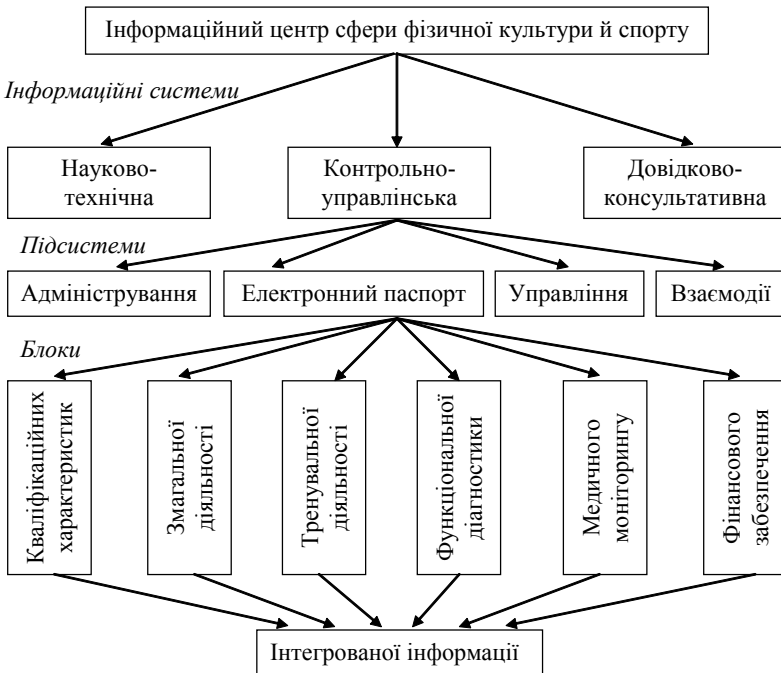 Інформаційний центр сфери фізичної культури й спорту
Інформаційні системи
Науково-
технічна
Контрольно-
управлінська
Довідково-
консультативна
Підсистеми
Адміністрування
Електронний паспорт
Управління
Взаємодії
Блоки
Кваліфікаційних
характеристик
Змагальної
діяльності
Тренувальної
діяльності
Функціональної
діагностики
Медичного
моніторингу
Фінансового
забезпечення
Інтегрованої інформації